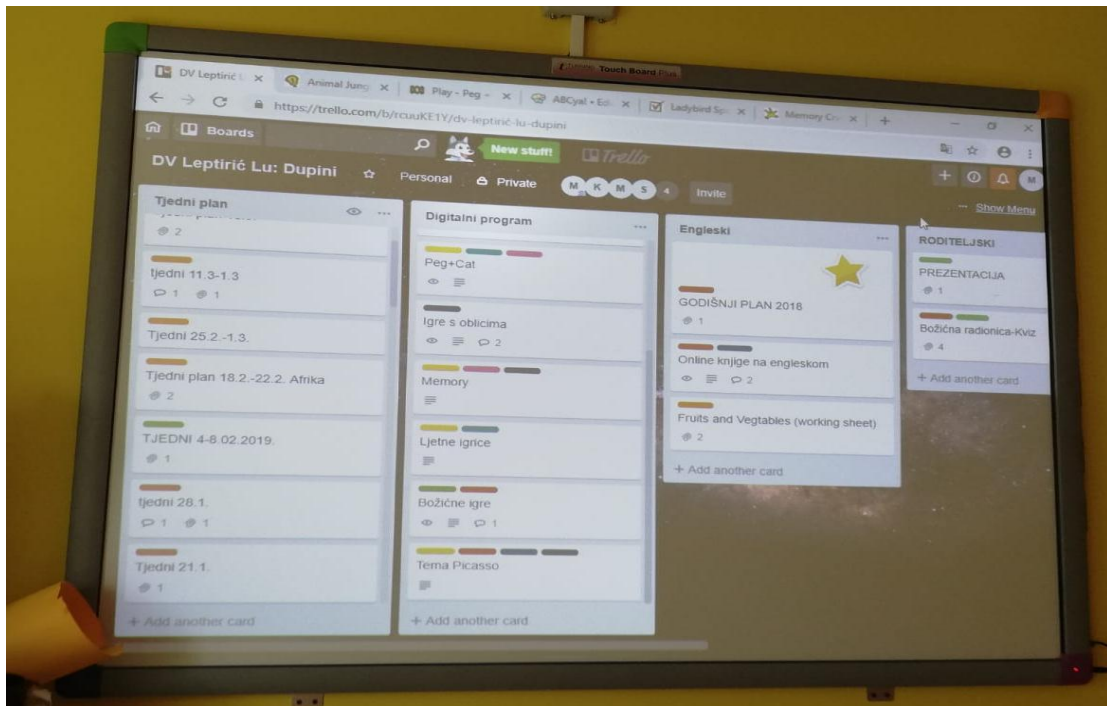 Touch Board Plus
DV Leptirić L
Animal Jung
Play - Peg -
ABCya! • Ed
Ladybird Sp
Memory Cr
https://trello.com/b/rcuuKE1Y/dv-leptiric-lu-dupini
Boards
New stuff!
Trello
DV Leptirić Lu: Dupini
Personal
Private
M K M S 4
Invite
M
Show Menu
Tjedni plan
2
tjedni 11.3-1.3
1 1
Tjedni 25.2.-1.3.
Tjedni plan 18.2.-22.2. Afrika
2
TJEDNI 4-8.02.2019.
1
tjedni 28.1.
1 1
Tjedni 21.1.
1
+ Add another card
Digitalni program
Peg+Cat
Igre s oblicima
2
Memory
Ljetne igrice
Božićne igre
1
Tema Picasso
+ Add another card
Engleski
GODIŠNJI PLAN 2018
1
Online knjige na engleskom
2
Fruits and Vegtables (working sheet)
2
+ Add another card
RODITELJSKI
PREZENTACIJA
1
Božićna radionica-Kviz
4
+ Add another card